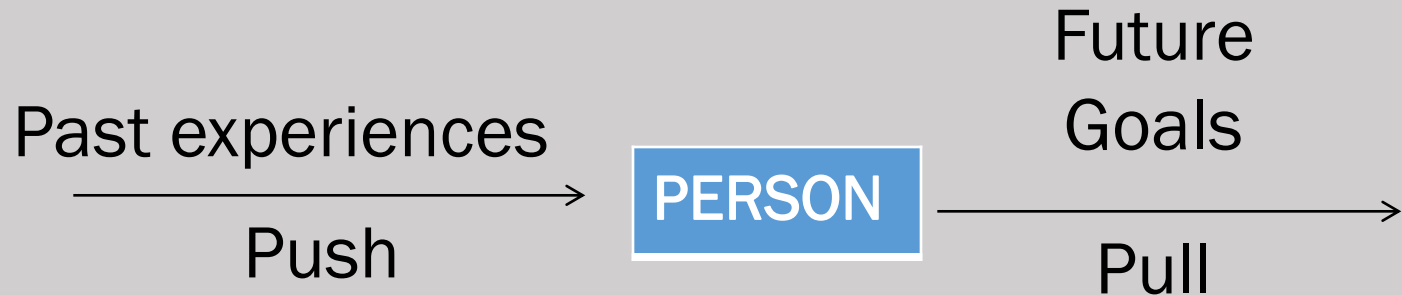 Past experiences
Push
PERSON
Future
Goals
Pull